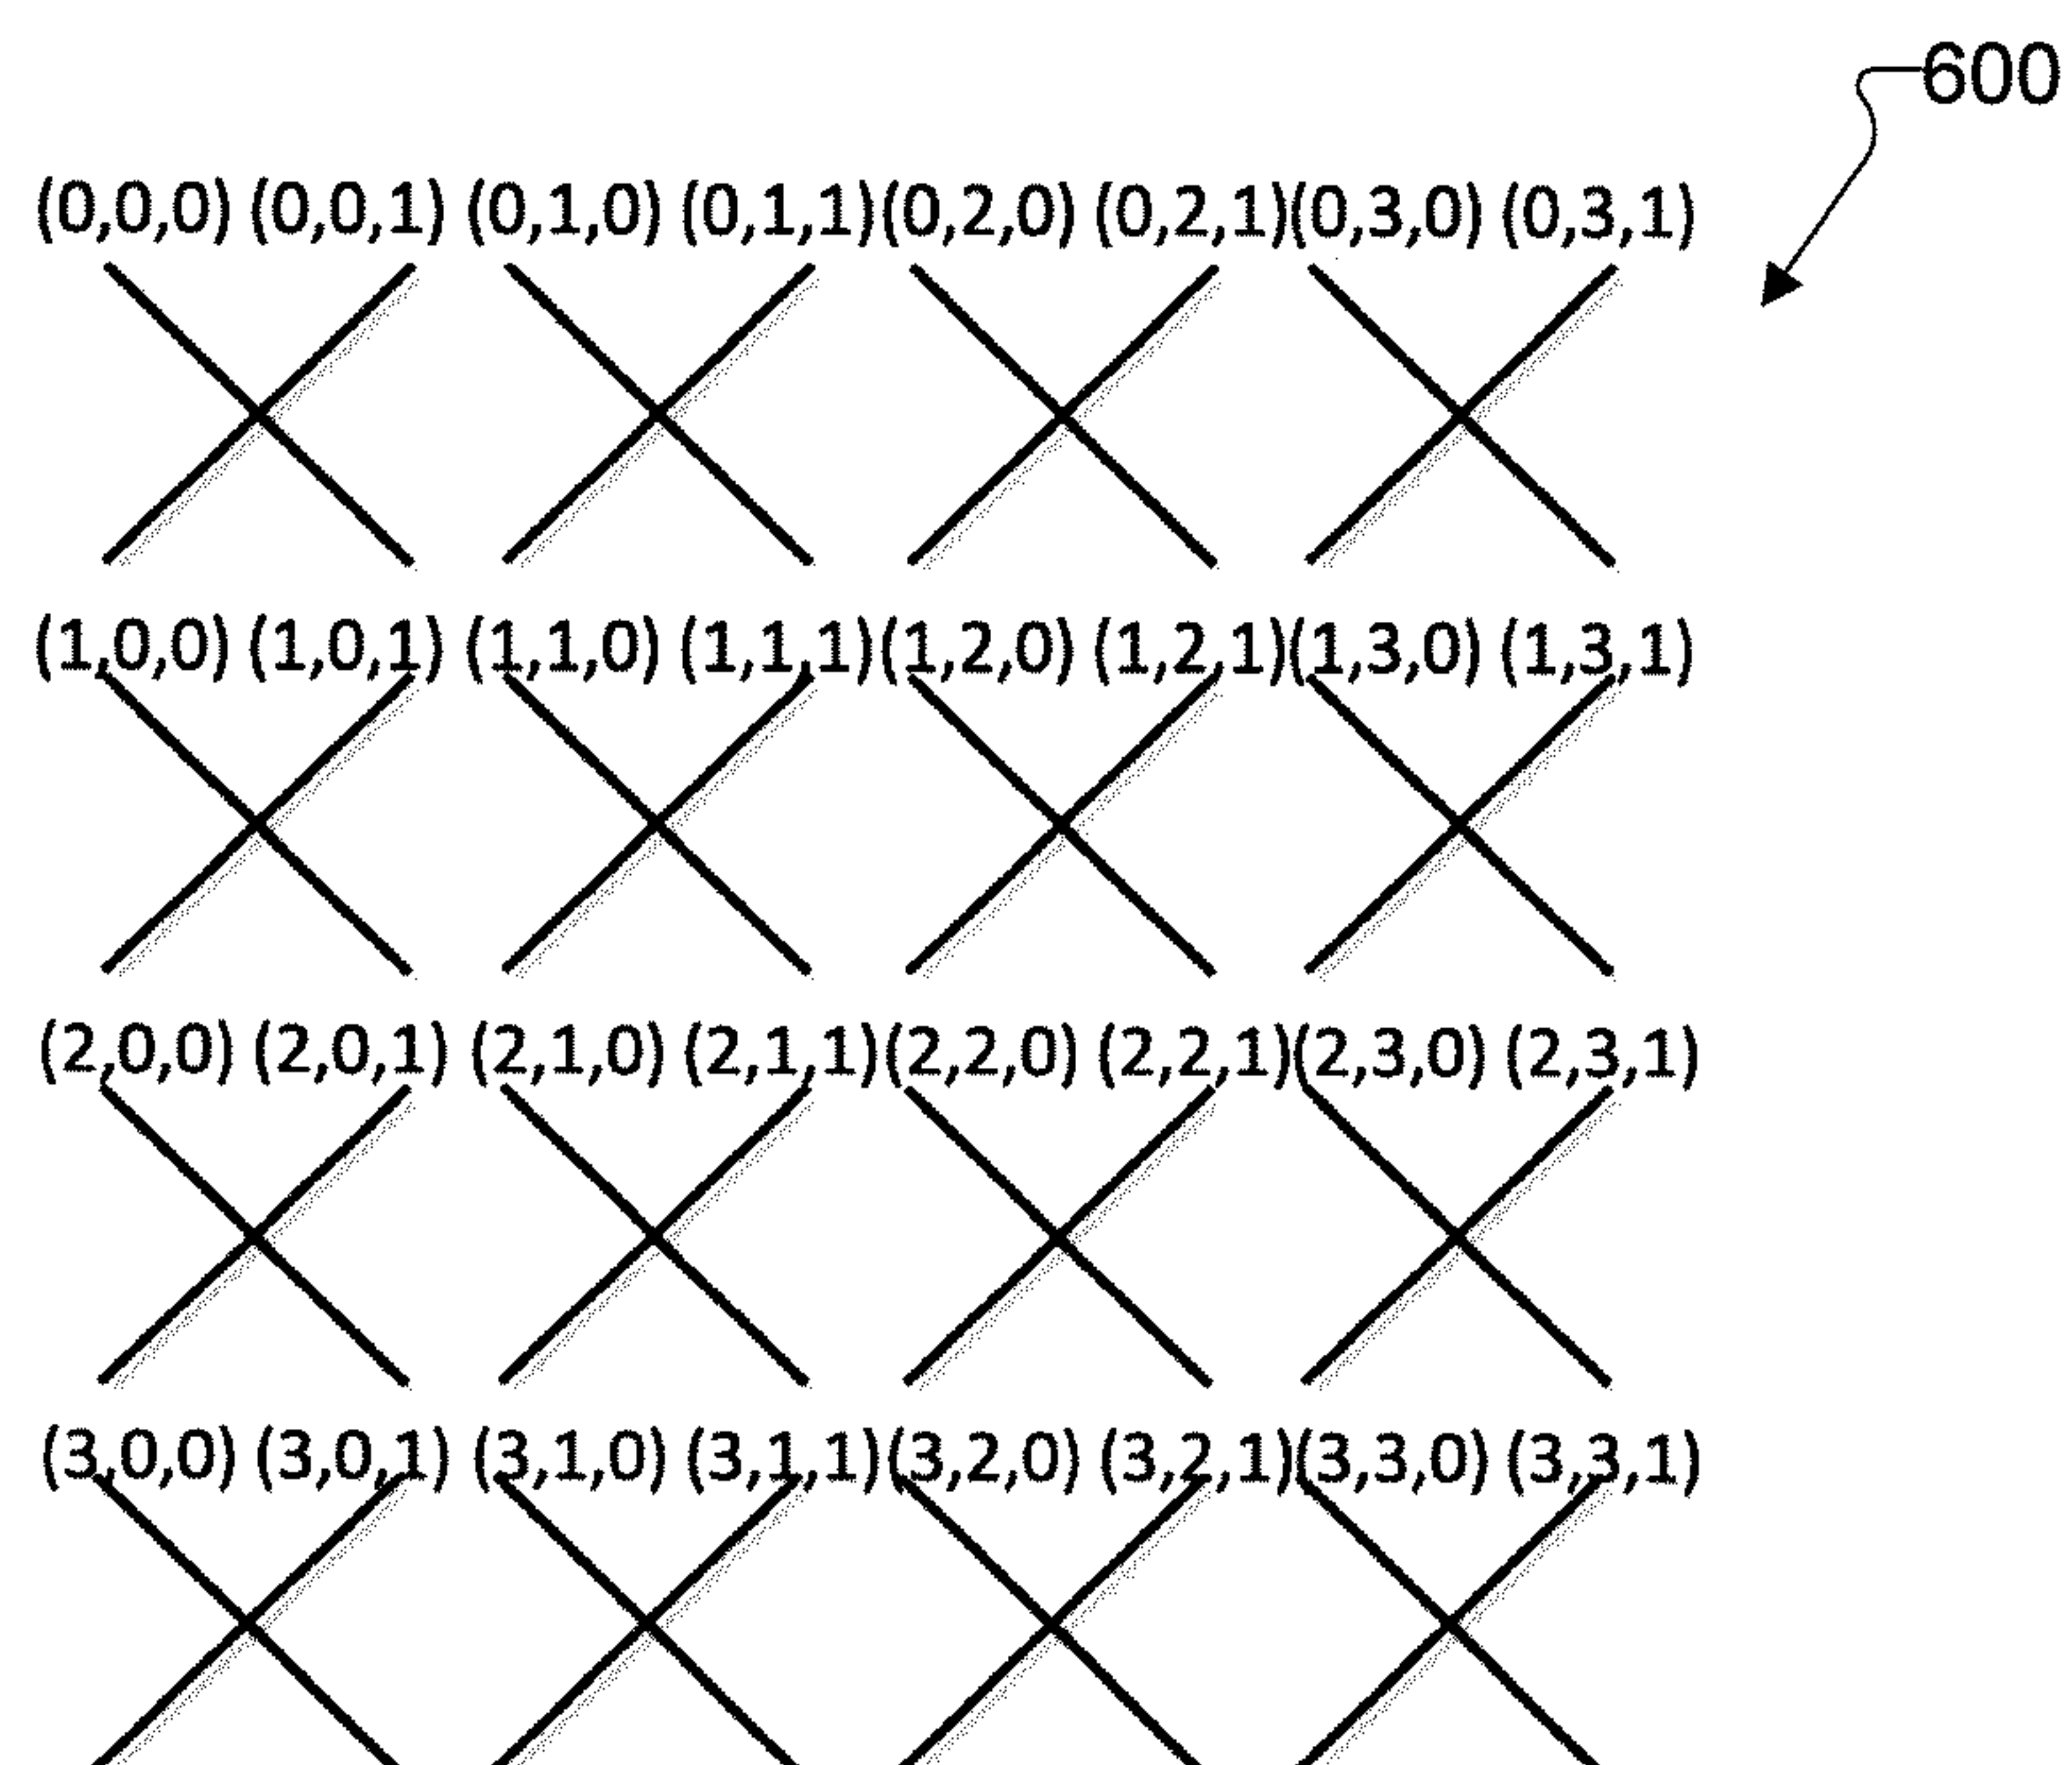 600
(0,0,0) (0,0,1) (0,1,0) (0,1,1)(0,2,0) (0,2,1)(0,3,0) (0,3,1)
(1,0,0) (1,0,1) (1,1,0) (1,1,1)(1,2,0) (1,2,1)(1,3,0) (1,3,1)
(2,0,0) (2,0,1) (2,1,0) (2,1,1)(2,2,0) (2,2,1)(2,3,0) (2,3,1)
(3,0,0) (3,0,1) (3,1,0) (3,1,1)(3,2,0) (3,2,1)(3,3,0) (3,3,1)